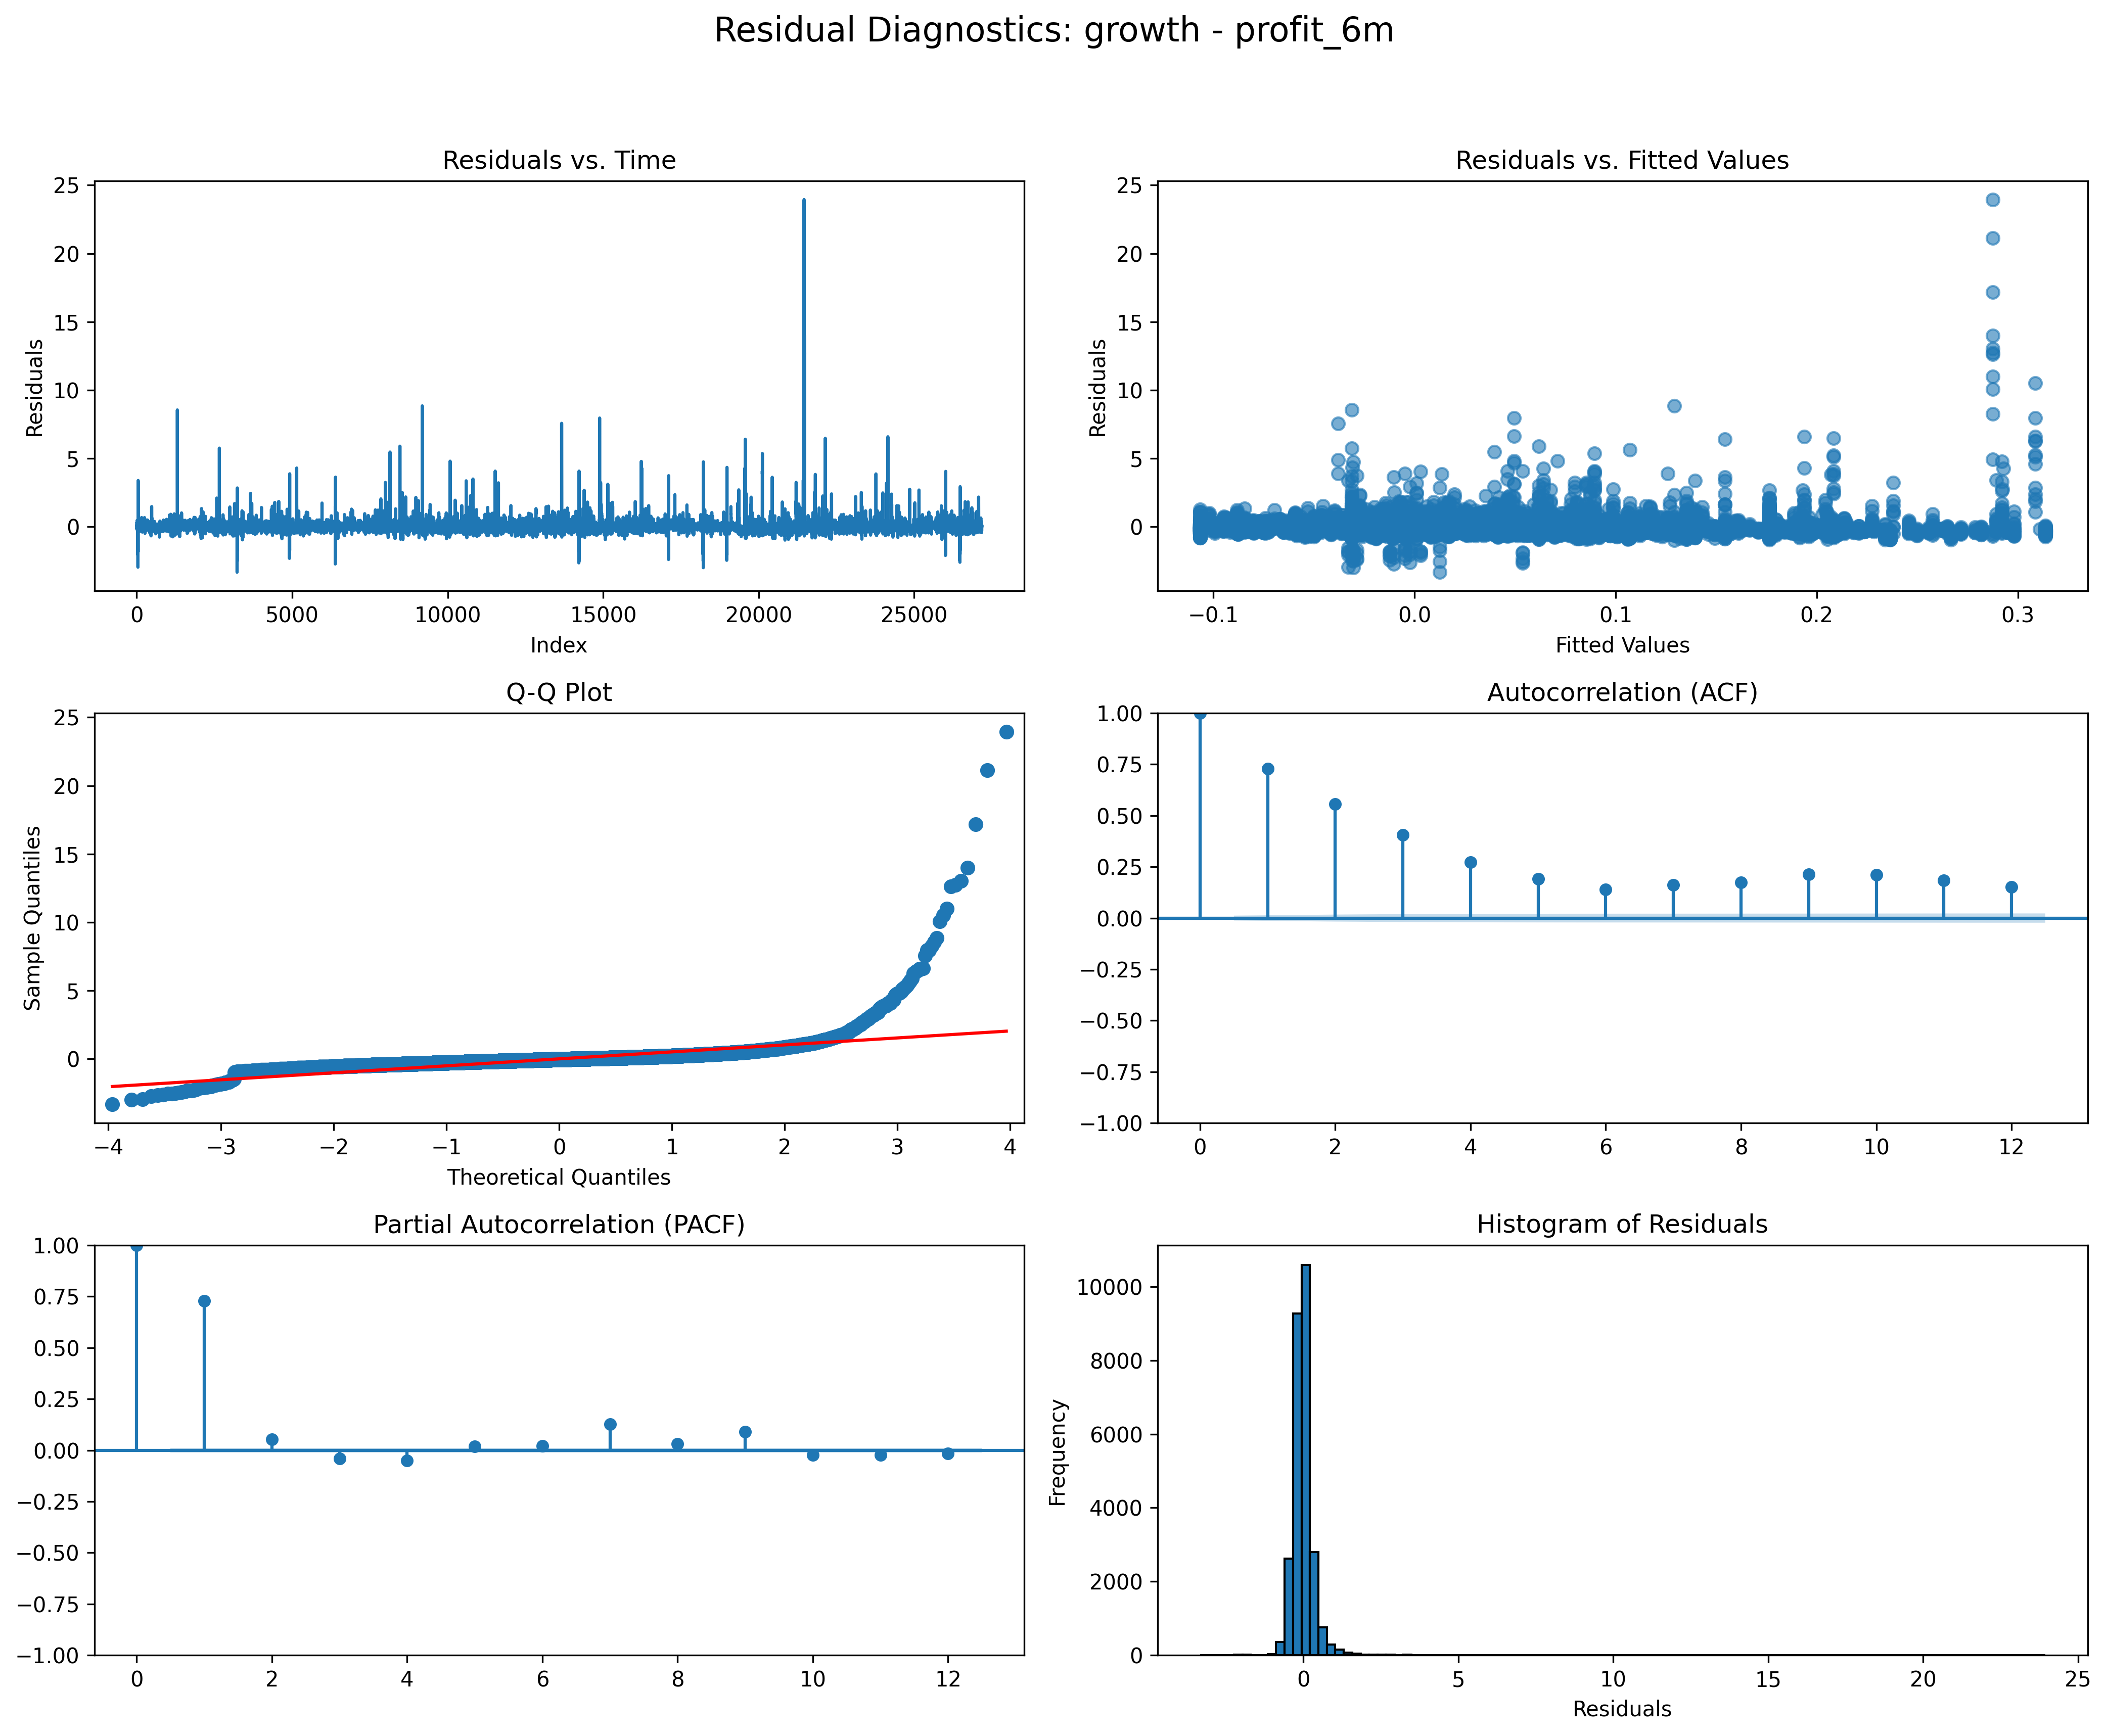 Residual Diagnostics: growth - profit_6m
Residuals vs. Time
25
20
15
10
5
0
Residuals
0 5000 10000 15000 20000 25000
Index
Residuals vs. Fitted Values
25
20
15
10
5
0
Residuals
−0.1 0.0 0.1 0.2 0.3
Fitted Values
Q-Q Plot
25
20
15
10
5
0
Sample Quantiles
−4 −3 −2 −1 0 1 2 3 4
Theoretical Quantiles
Autocorrelation (ACF)
1.00
0.75
0.50
0.25
0.00
−0.25
−0.50
−0.75
−1.00
0 2 4 6 8 10 12
Partial Autocorrelation (PACF)
1.00
0.75
0.50
0.25
0.00
−0.25
−0.50
−0.75
−1.00
0 2 4 6 8 10 12
Histogram of Residuals
10000
8000
6000
4000
2000
0
Frequency
0 5 10 15 20 25
Residuals